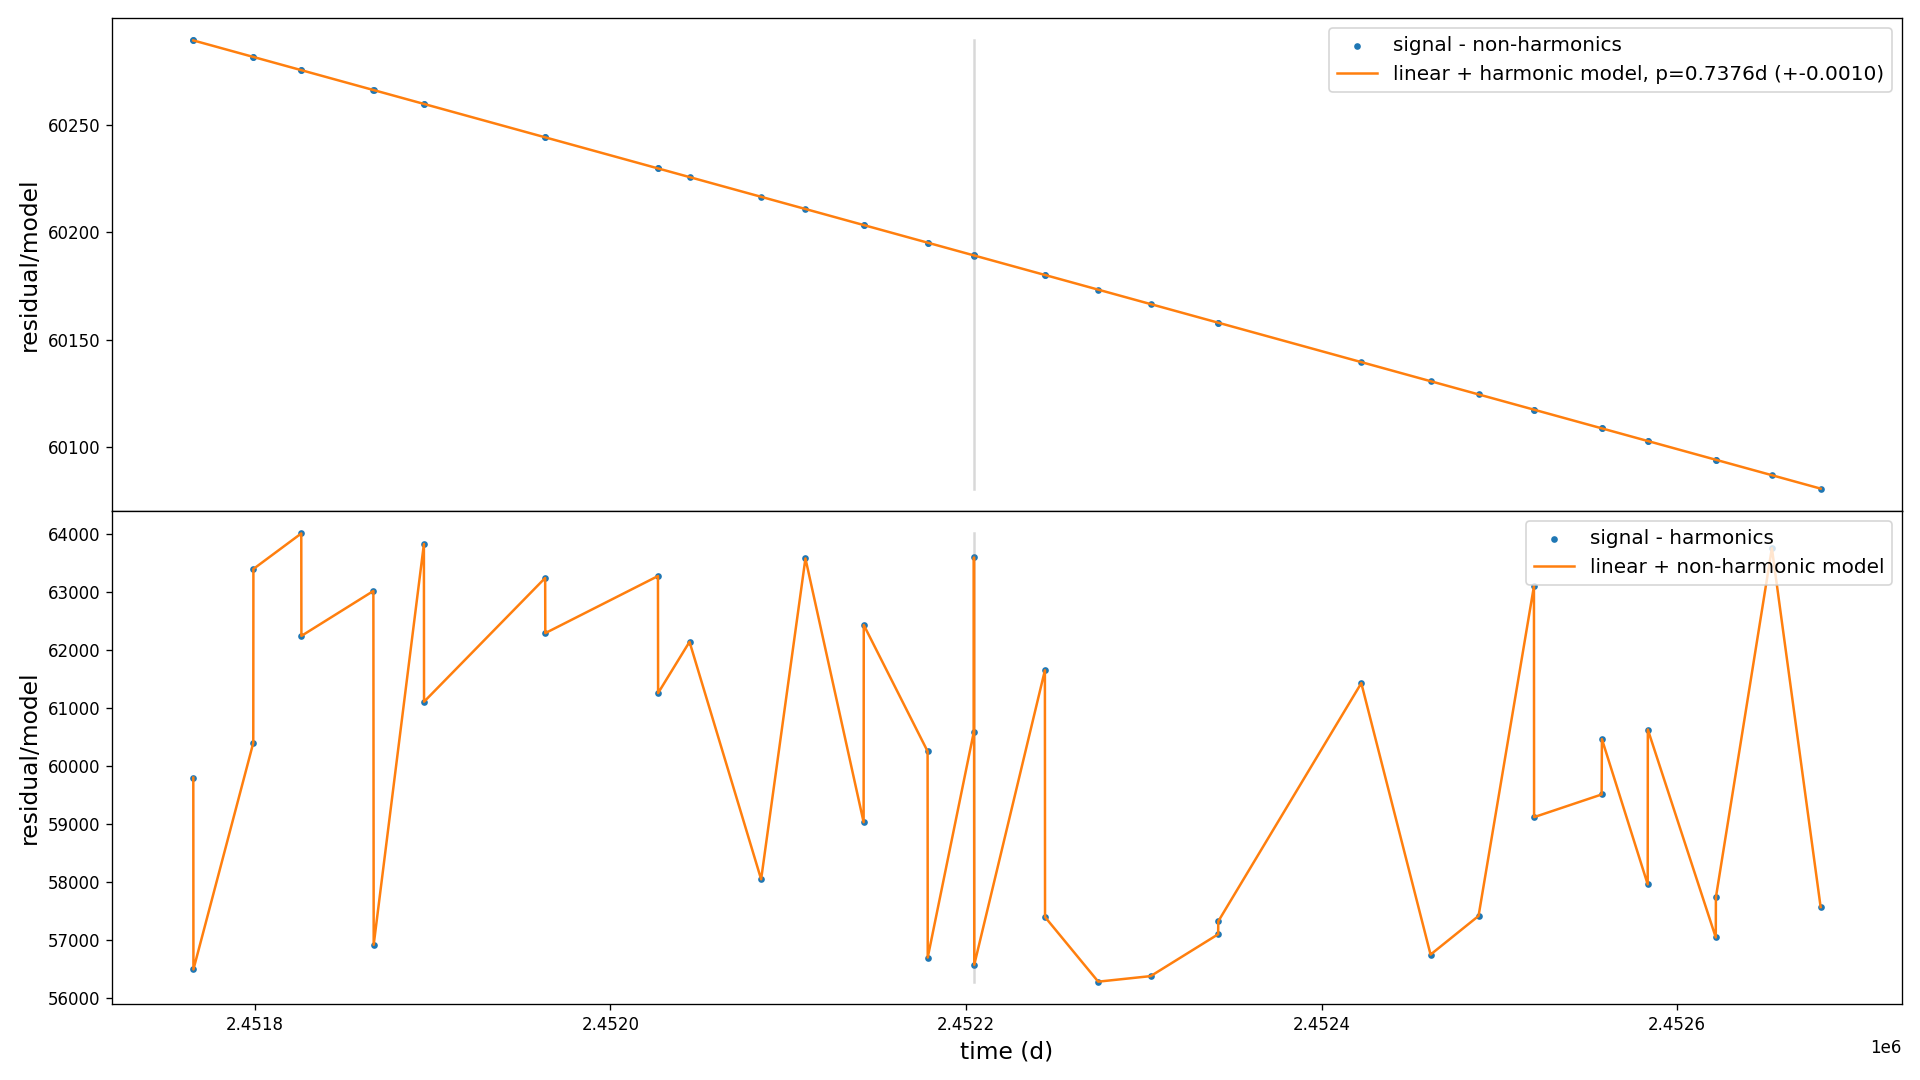 signal - non-harmonics
linear + harmonic model, p=0.7376d (+-0.0010)
residual/model
60250
60200
60150
60100
signal - harmonics
linear + non-harmonic model
residual/model
64000
63000
62000
61000
60000
59000
58000
57000
56000
2.4518
2.4520
2.4522
2.4524
2.4526
time (d)
1e6